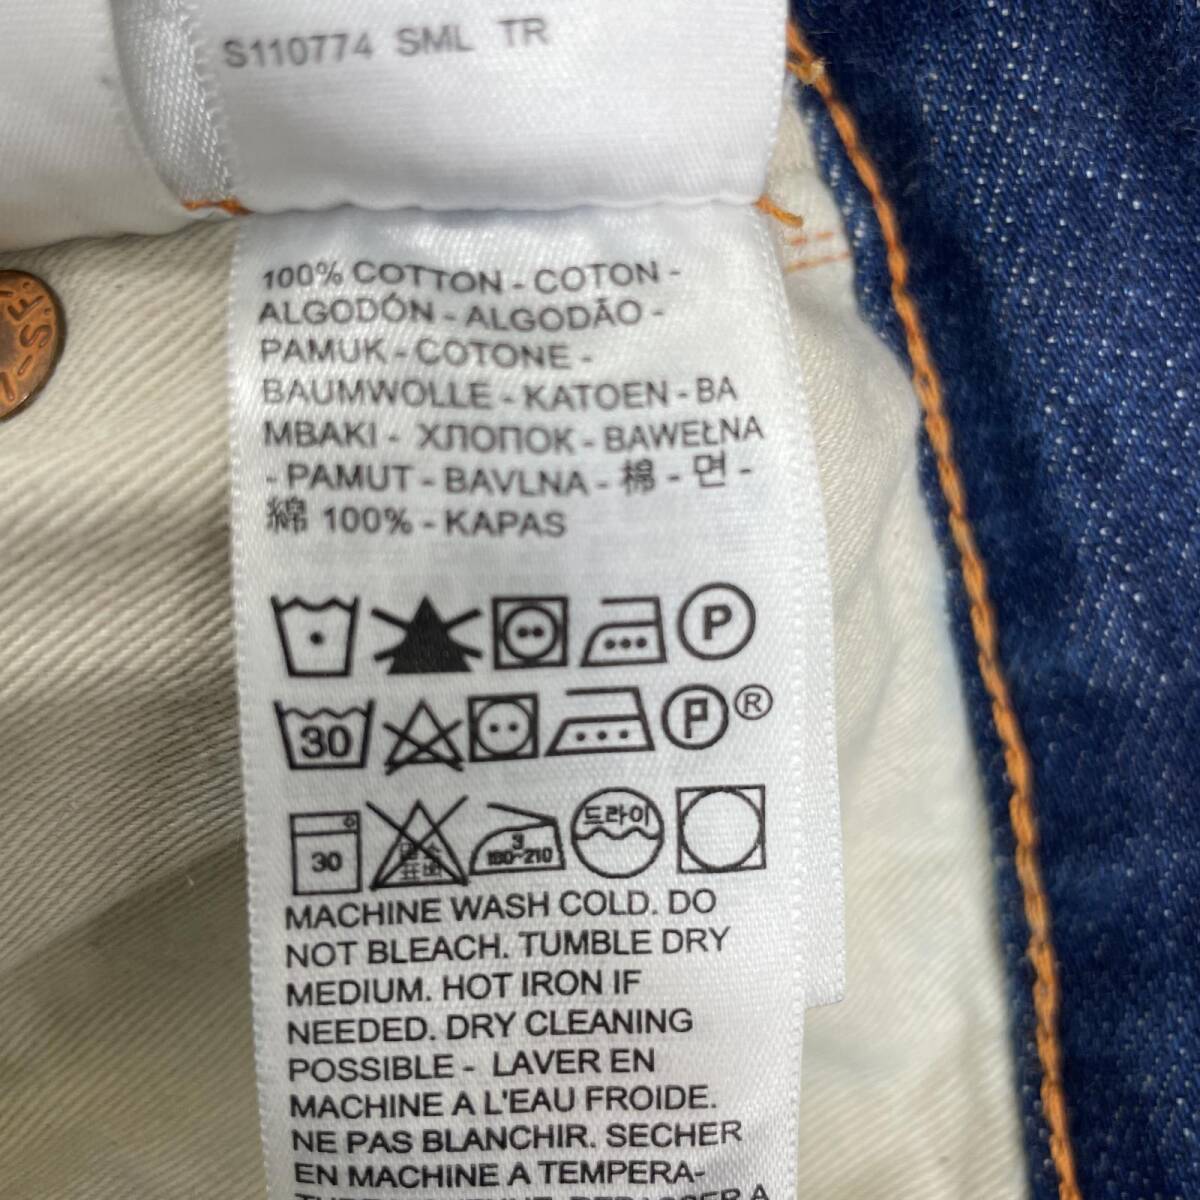 S110774 SML TR
100% COTTON - COTON -
ALGODÓN - ALGODÃO -
PAMUK - COTONE -
BAUMWOLLE - KATOEN - BA
MBAKI - ХЛОПОК - BAWEŁNA
- PAMUT - BAVLNA - 棉 - 면 -
綿 100% - KAPAS
P
30 P ®
30 3 180~210 드라이
MACHINE WASH COLD. DO
NOT BLEACH. TUMBLE DRY
MEDIUM. HOT IRON IF
NEEDED. DRY CLEANING
POSSIBLE - LAVER EN
MACHINE A L'EAU FROIDE.
NE PAS BLANCHIR. SECHER
EN MACHINE A TEMPERA-